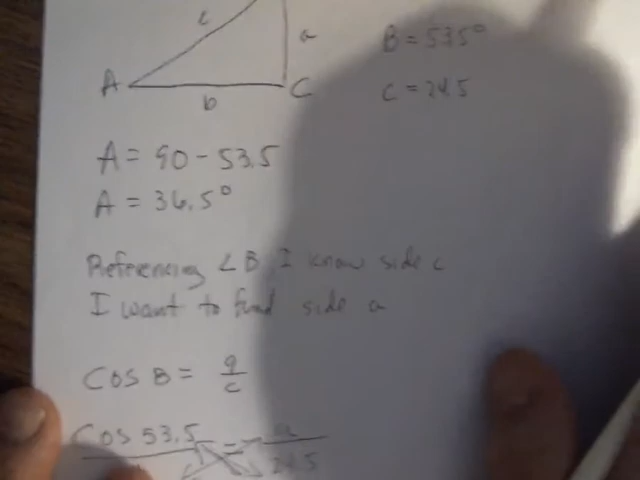 c
a
B = 53.5°
A
C
b
c = 24.5
A = 90 - 53.5
A = 36.5°
Referencing ∠B, I know side c
I want to find side a
COS B = a/c
COS 53.5 = a/24.5